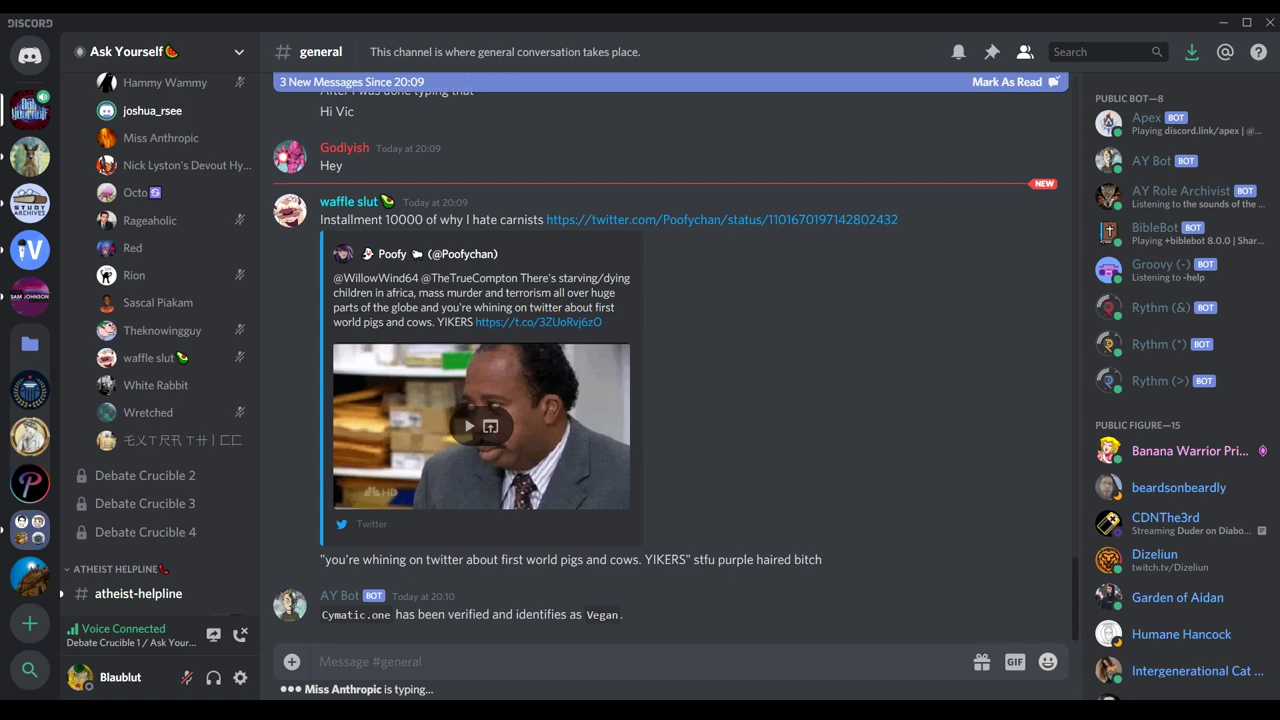 DISCORD
Ask Yourself🍉
Hammy Wammy
joshua_rsee
Miss Anthropic
Nick Lyston's Devout Hy...
Octo
Rageaholic
Red
Rion
Sascal Piakam
Theknowingguy
waffle slut🥑
White Rabbit
Wretched
Debate Crucible 2
Debate Crucible 3
Debate Crucible 4
ATHEIST HELPLINE📞
# atheist-helpline
Voice Connected
Debate Crucible 1 / Ask Your...
Blaublut
SAM JOHNSON
# general
This channel is where general conversation takes place.
Search
3 New Messages Since 20:09
Mark As Read
After I was done typing that
Hi Vic
Godlyish Today at 20:09
Hey
NEW
waffle slut🥑 Today at 20:09
Installment 10000 of why I hate carnists https://twitter.com/Poofychan/status/1101670197142802432
Poofy (@Poofychan)
@WillowWind64 @TheTrueCompton There's starving/dying
children in africa, mass murder and terrorism all over huge
parts of the globe and you're whining on twitter about first
world pigs and cows. YIKERS https://t.co/3ZUoRvj6zO
HD
Twitter
"you're whining on twitter about first world pigs and cows. YIKERS" stfu purple haired bitch
AY Bot BOT Today at 20:10
Cymatic.one has been verified and identifies as Vegan.
Message #general
GIF
Miss Anthropic is typing...
PUBLIC BOT—8
Apex BOT
Playing discord.link/apex | @...
AY Bot BOT
AY Role Archivist BOT
Listening to the sounds of the ...
BibleBot BOT
Playing +biblebot 8.0.0 | Shar...
Groovy (-) BOT
Listening to -help
Rythm (&) BOT
Rythm (*) BOT
Rythm (>) BOT
PUBLIC FIGURE—15
Banana Warrior Pri...
beardsonbeardly
CDNThe3rd
Streaming Duder on Diabo...
Dizeliun
twitch.tv/Dizeliun
Garden of Aidan
Humane Hancock
Intergenerational Cat ...